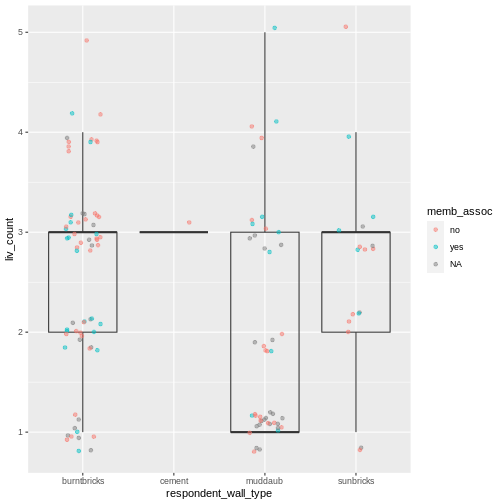 5
4
3
2
1
liv_count
burntbricks cement muddaub sunbricks
respondent_wall_type
memb_assoc
no
yes
NA